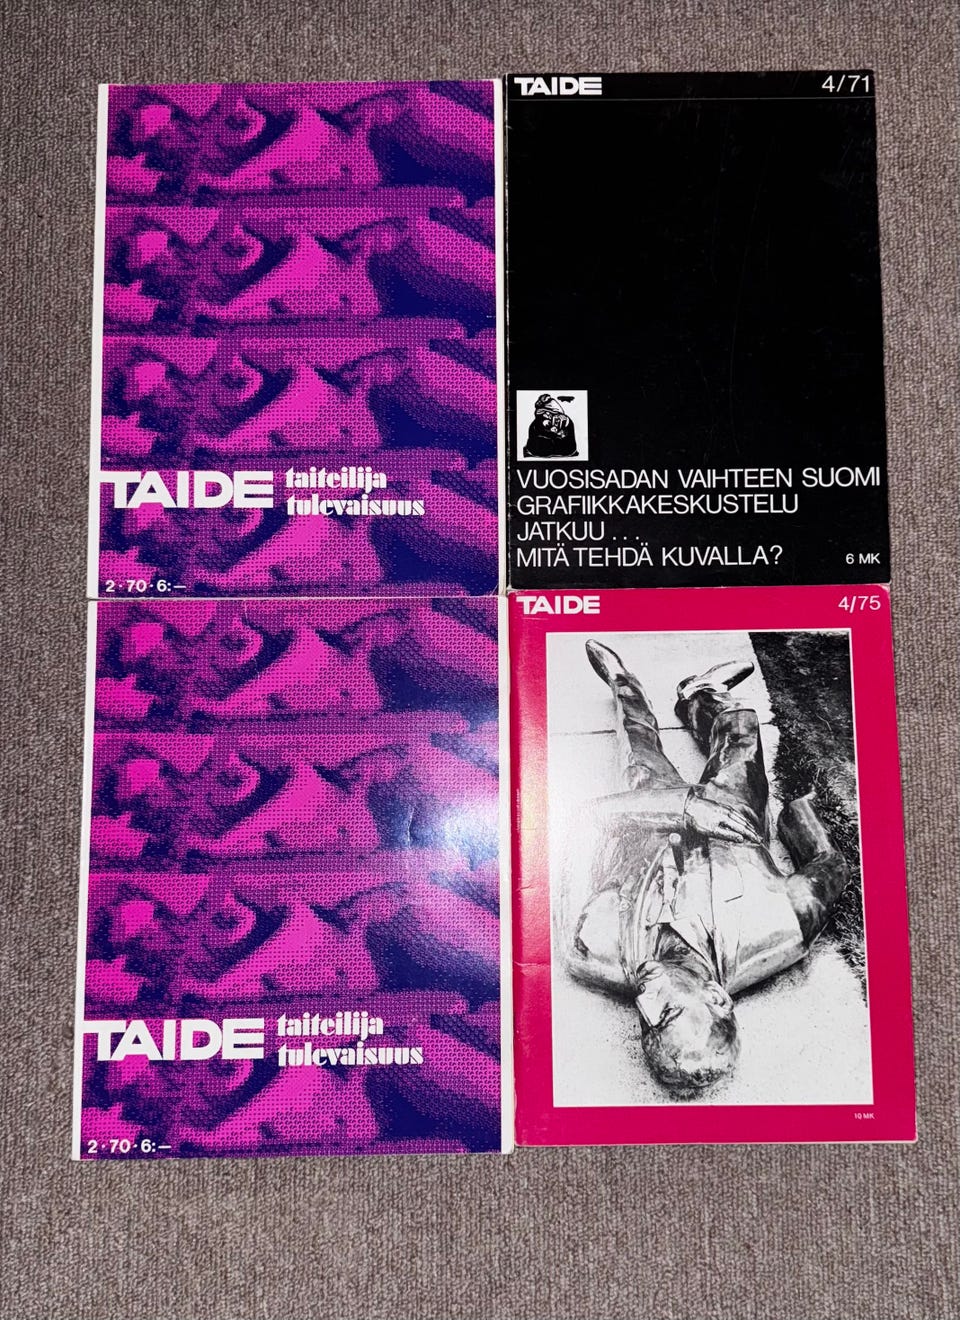 TAIDE
taiteilija
tulevaisuus
2·70·6:—
TAIDE 4/71
VUOSISADAN VAIHTEEN SUOMI
GRAFIIKKAKESKUSTELU
JATKUU . . .
MITÄ TEHDÄ KUVALLA? 6 MK
TAIDE
taiteilija
tulevaisuus
2·70·6:—
TAIDE 4/75
10 MK